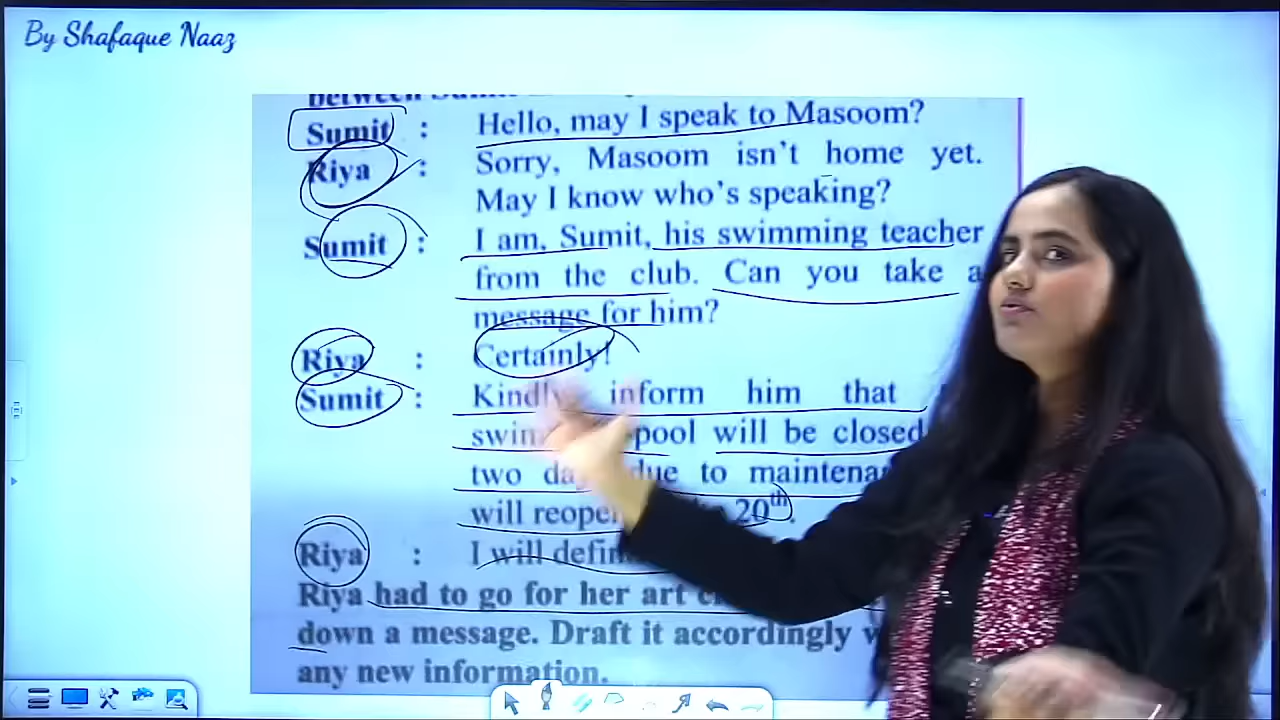 By Shafaque Naaz
between
Sumit : Hello, may I speak to Masoom?
Riya : Sorry, Masoom isn't home yet.
May I know who's speaking?
Sumit : I am, Sumit, his swimming teacher
from the club. Can you take a
message for him?
Riya : Certainly!
Sumit : Kindly inform him that
pool will be closed
two due to
will reopen 20th.
Riya : I will
Riya had to go for her art
down a message. Draft it accordingly
any new information.